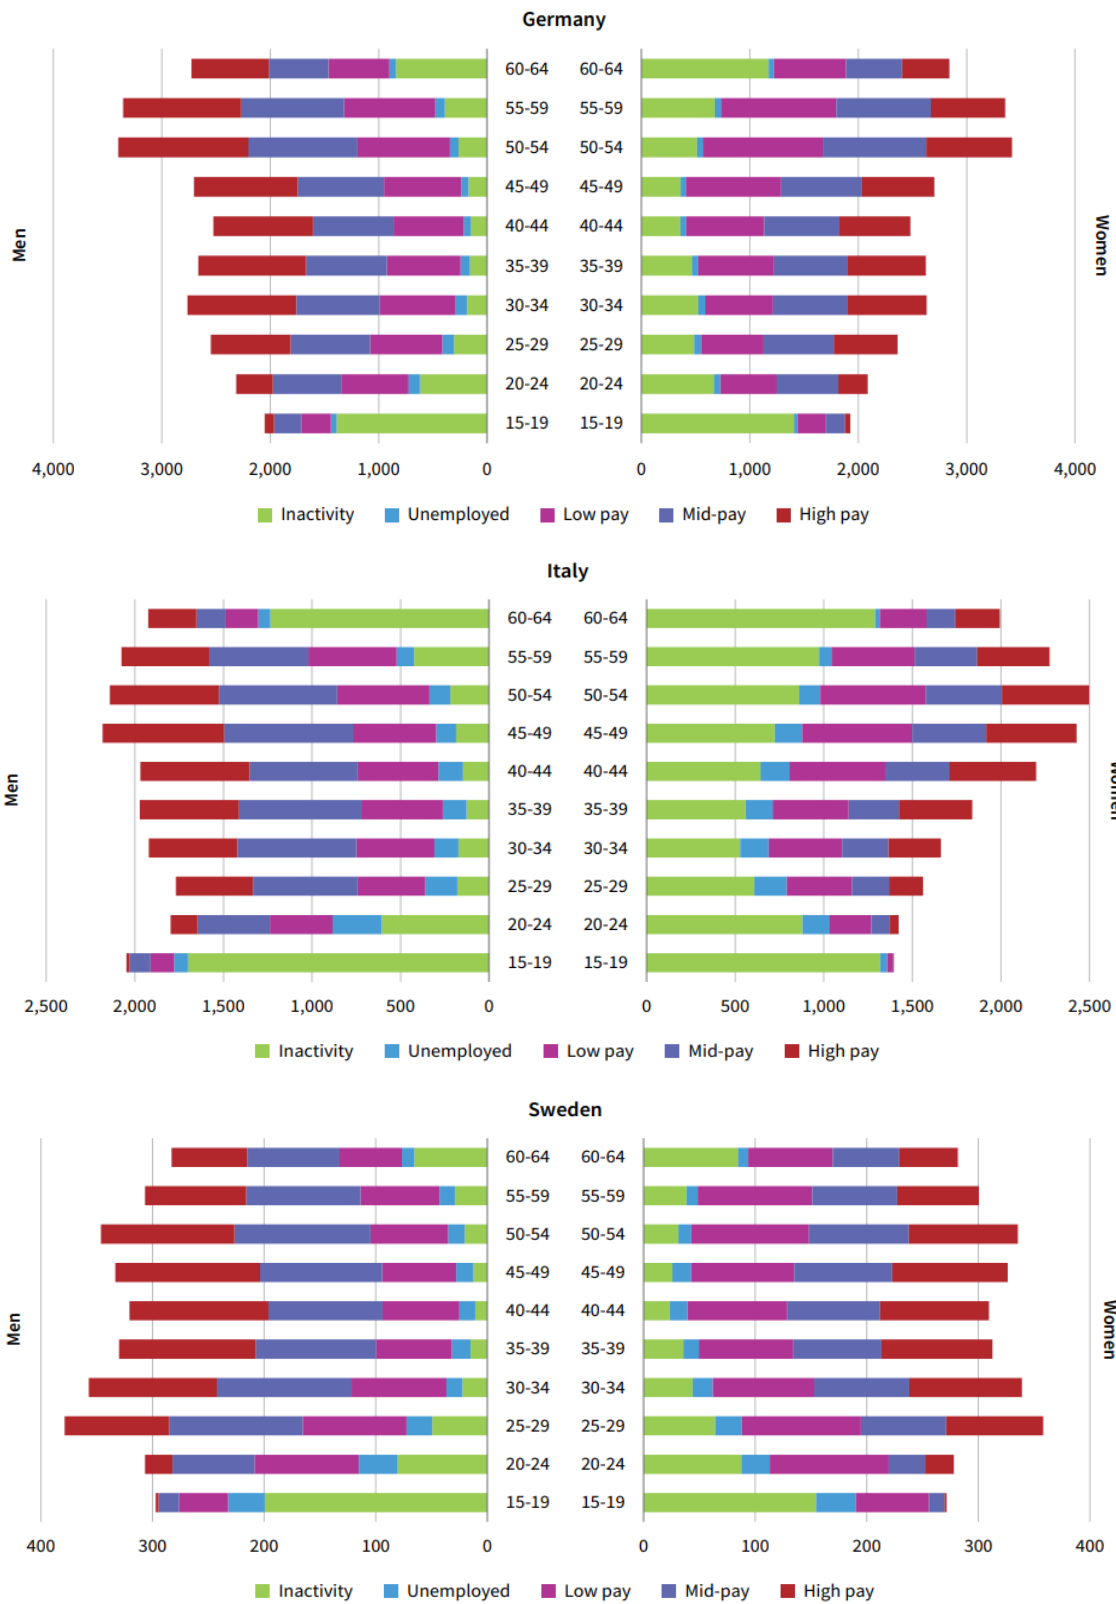 Germany
60-64 60-64
55-59 55-59
50-54 50-54
45-49 45-49
40-44 40-44
35-39 35-39
30-34 30-34
25-29 25-29
20-24 20-24
15-19 15-19
Men
Women
4,000 3,000 2,000 1,000 0 0 1,000 2,000 3,000 4,000
Inactivity Unemployed Low pay Mid-pay High pay
Italy
60-64 60-64
55-59 55-59
50-54 50-54
45-49 45-49
40-44 40-44
35-39 35-39
30-34 30-34
25-29 25-29
20-24 20-24
15-19 15-19
Men
Women
2,500 2,000 1,500 1,000 500 0 0 500 1,000 1,500 2,000 2,500
Inactivity Unemployed Low pay Mid-pay High pay
Sweden
60-64 60-64
55-59 55-59
50-54 50-54
45-49 45-49
40-44 40-44
35-39 35-39
30-34 30-34
25-29 25-29
20-24 20-24
15-19 15-19
Men
Women
400 300 200 100 0 0 100 200 300 400
Inactivity Unemployed Low pay Mid-pay High pay